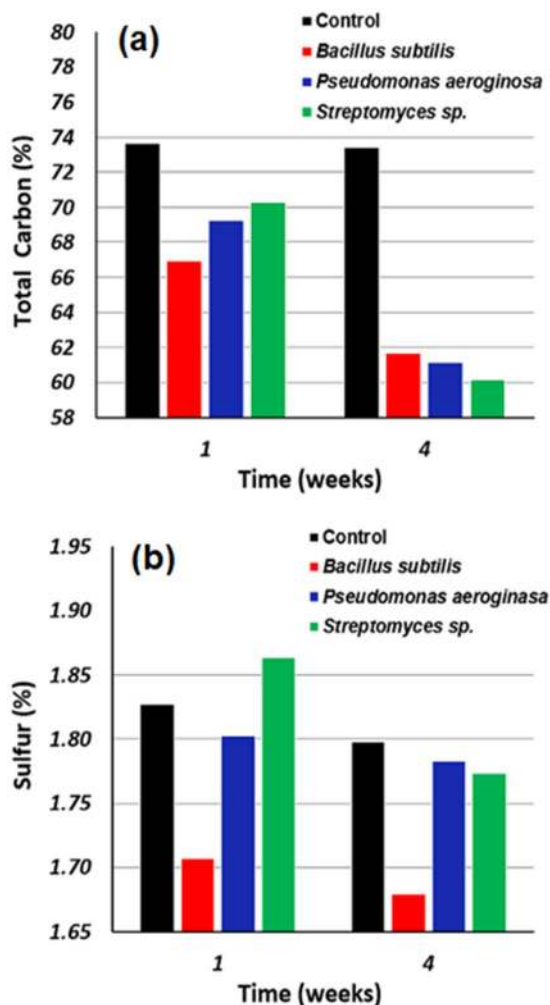 (a)
Control
Bacillus subtilis
Pseudomonas aeroginosa
Streptomyces sp.
80
78
76
74
72
70
68
66
64
62
60
58
Total Carbon (%)
1 4
Time (weeks)
(b)
Control
Bacillus subtilis
Pseudomonas aeroginasa
Streptomyces sp.
1.95
1.90
1.85
1.80
1.75
1.70
1.65
Sulfur (%)
1 4
Time (weeks)